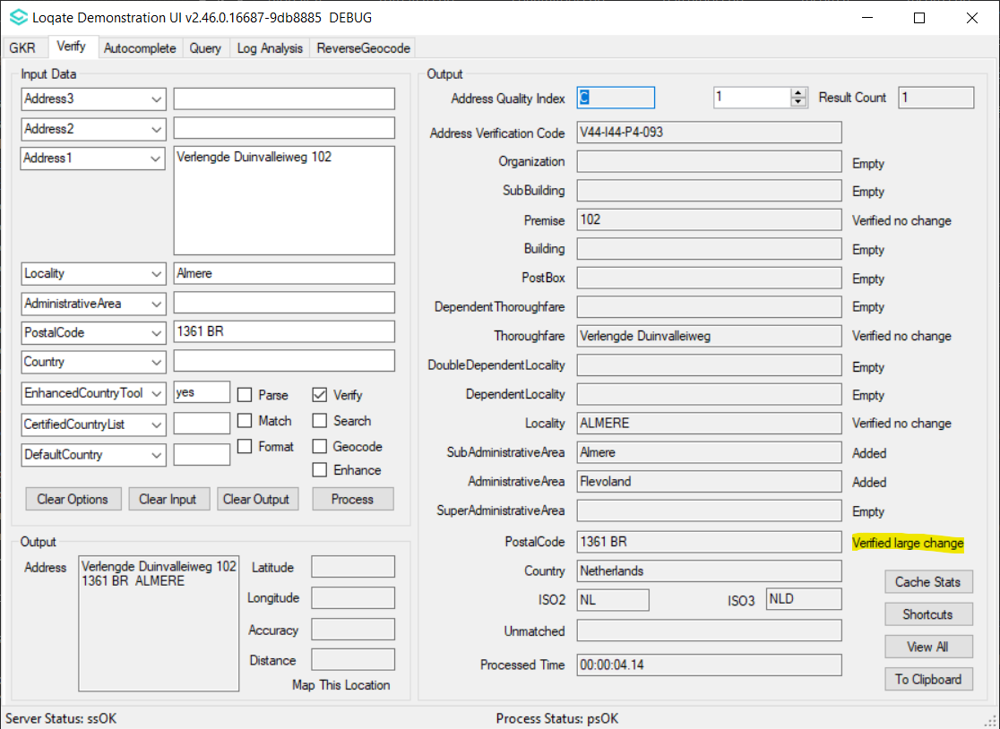 Loqate Demonstration UI v2.46.0.16687-9db8885 DEBUG
GKR Verify Autocomplete Query Log Analysis ReverseGeocode
Input Data
Address3
Address2
Address1 Verlengde Duinvalleiweg 102
Locality Almere
AdministrativeArea
PostalCode 1361 BR
Country
EnhancedCountryTool yes Parse Verify
CertifiedCountryList Match Search
Format Geocode
DefaultCountry
Enhance
Clear Options Clear Input Clear Output Process
Output
Address Verlengde Duinvalleiweg 102
1361 BR ALMERE
Latitude
Longitude
Accuracy
Distance
Map This Location
Output
Address Quality Index C 1 Result Count 1
Address Verification Code V44-I44-P4-093
Organization Empty
SubBuilding Empty
Premise 102 Verified no change
Building Empty
PostBox Empty
DependentThoroughfare Empty
Thoroughfare Verlengde Duinvalleiweg Verified no change
DoubleDependentLocality Empty
DependentLocality Empty
Locality ALMERE Verified no change
SubAdministrativeArea Almere Added
AdministrativeArea Flevoland Added
SuperAdministrativeArea Empty
PostalCode 1361 BR Verified large change
Country Netherlands
ISO2 NL ISO3 NLD
Unmatched
Processed Time 00:00:04.14
Cache Stats
Shortcuts
View All
To Clipboard
Server Status: ssOK Process Status: psOK